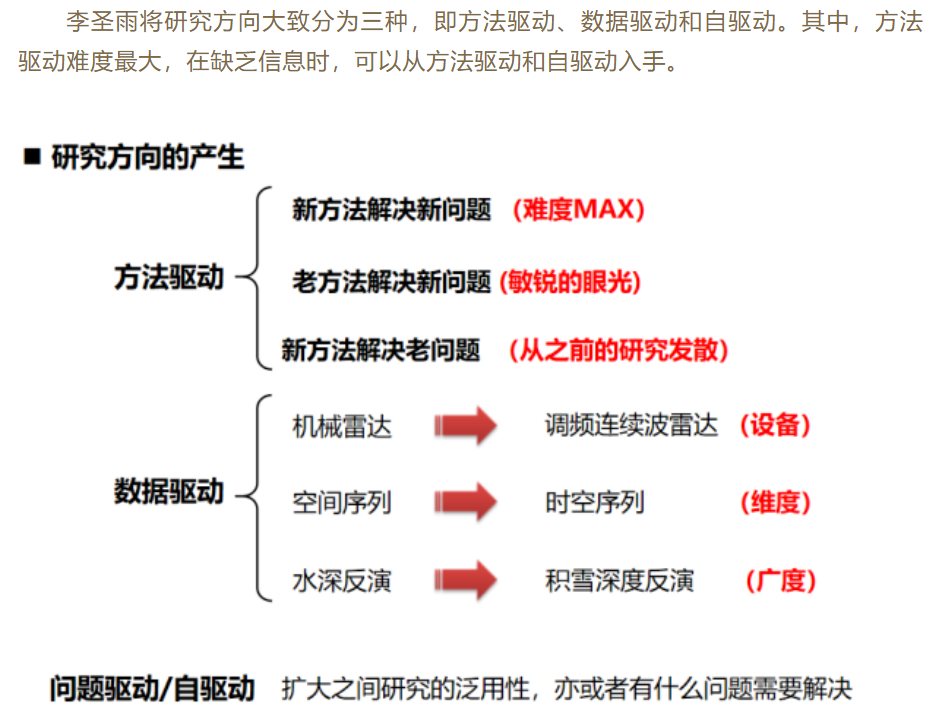 李圣雨将研究方向大致分为三种，即方法驱动、数据驱动和自驱动。其中，方法
驱动难度最大，在缺乏信息时，可以从方法驱动和自驱动入手。
■ 研究方向的产生
方法驱动
新方法解决新问题 （难度MAX）
老方法解决新问题 (敏锐的眼光)
新方法解决老问题 （从之前的研究发散）
数据驱动
机械雷达 调频连续波雷达 （设备）
空间序列 时空序列 （维度）
水深反演 积雪深度反演 （广度）
问题驱动/自驱动 扩大之间研究的泛用性，亦或者有什么问题需要解决